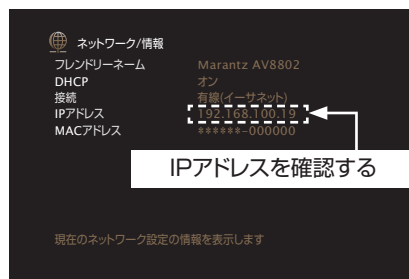 ネットワーク/情報
フレンドリーネーム Marantz AV8802
DHCP オン
接続 有線(イーサネット)
IPアドレス 192.168.100.19
MACアドレス ******-000000
IPアドレスを確認する
現在のネットワーク設定の情報を表示します